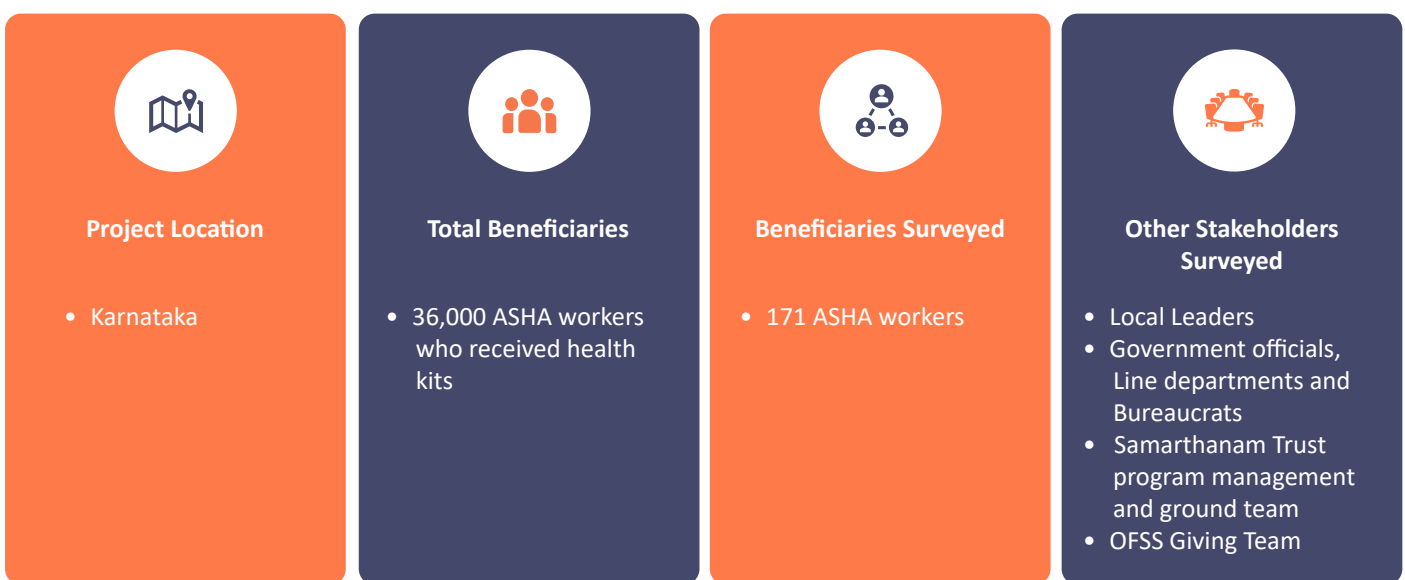 Project Location
• Karnataka
Total Beneficiaries
• 36,000 ASHA workers
who received health
kits
Beneficiaries Surveyed
• 171 ASHA workers
Other Stakeholders
Surveyed
• Local Leaders
• Government officials,
Line departments and
Bureaucrats
• Samarthanam Trust
program management
and ground team
• OFSS Giving Team